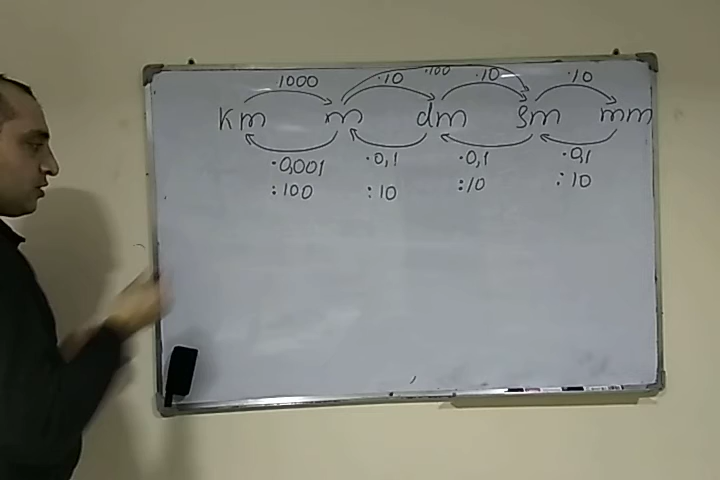 ·1000 ·10 ·100 ·10 ·10
km m dm sm mm
·0,001 ·0,1 ·0,1 ·0,1
:100 :10 :10 :10